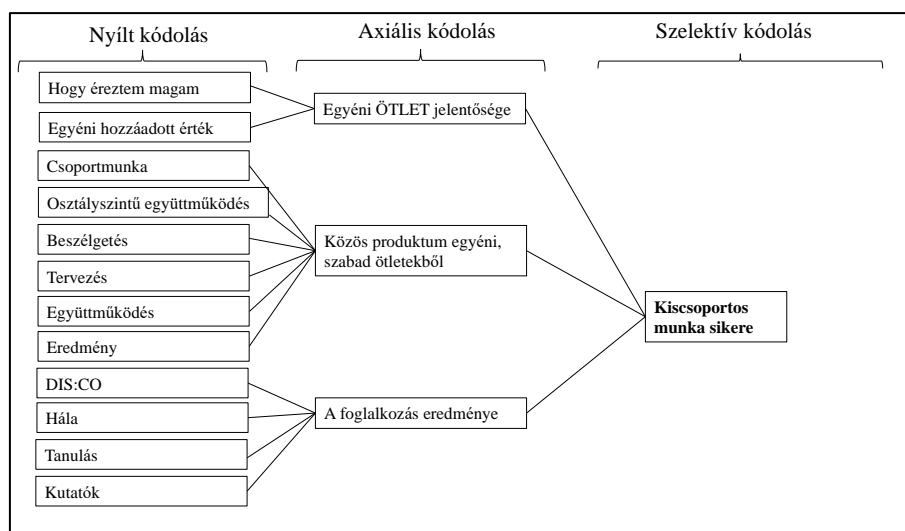 Nyílt kódolás
Axiális kódolás
Szelektív kódolás
Hogy éreztem magam
Egyéni hozzáadott érték
Csoportmunka
Osztályszintű együttműködés
Beszélgetés
Tervezés
Együttműködés
Eredmény
DIS:CO
Hála
Tanulás
Kutatók
Egyéni ÖTLET jelentősége
Közös produktum egyéni,
szabad ötletekből
A foglalkozás eredménye
Kiscsoportos
munka sikere